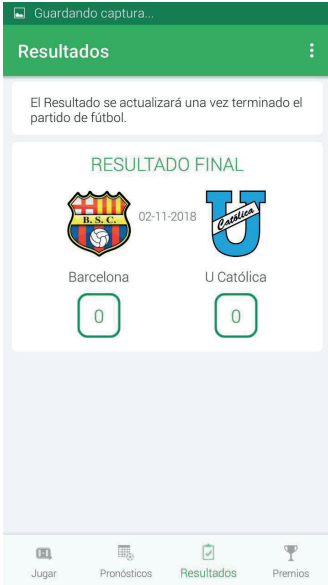 Guardando captura...
Resultados
El Resultado se actualizará una vez terminado el
partido de fútbol.
RESULTADO FINAL
B. S. C.
02-11-2018
Católica
Barcelona
U Católica
0
0
Jugar
Pronósticos
Resultados
Premios